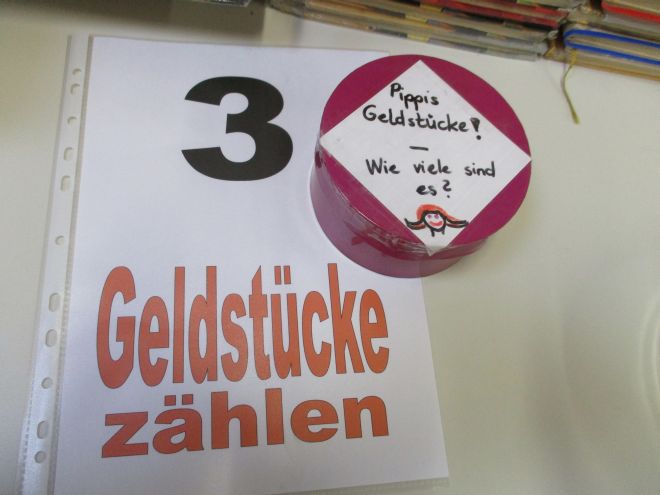 3
Pippis
Geldstücke!
—
Wie viele sind
es?
Geldstücke
zählen